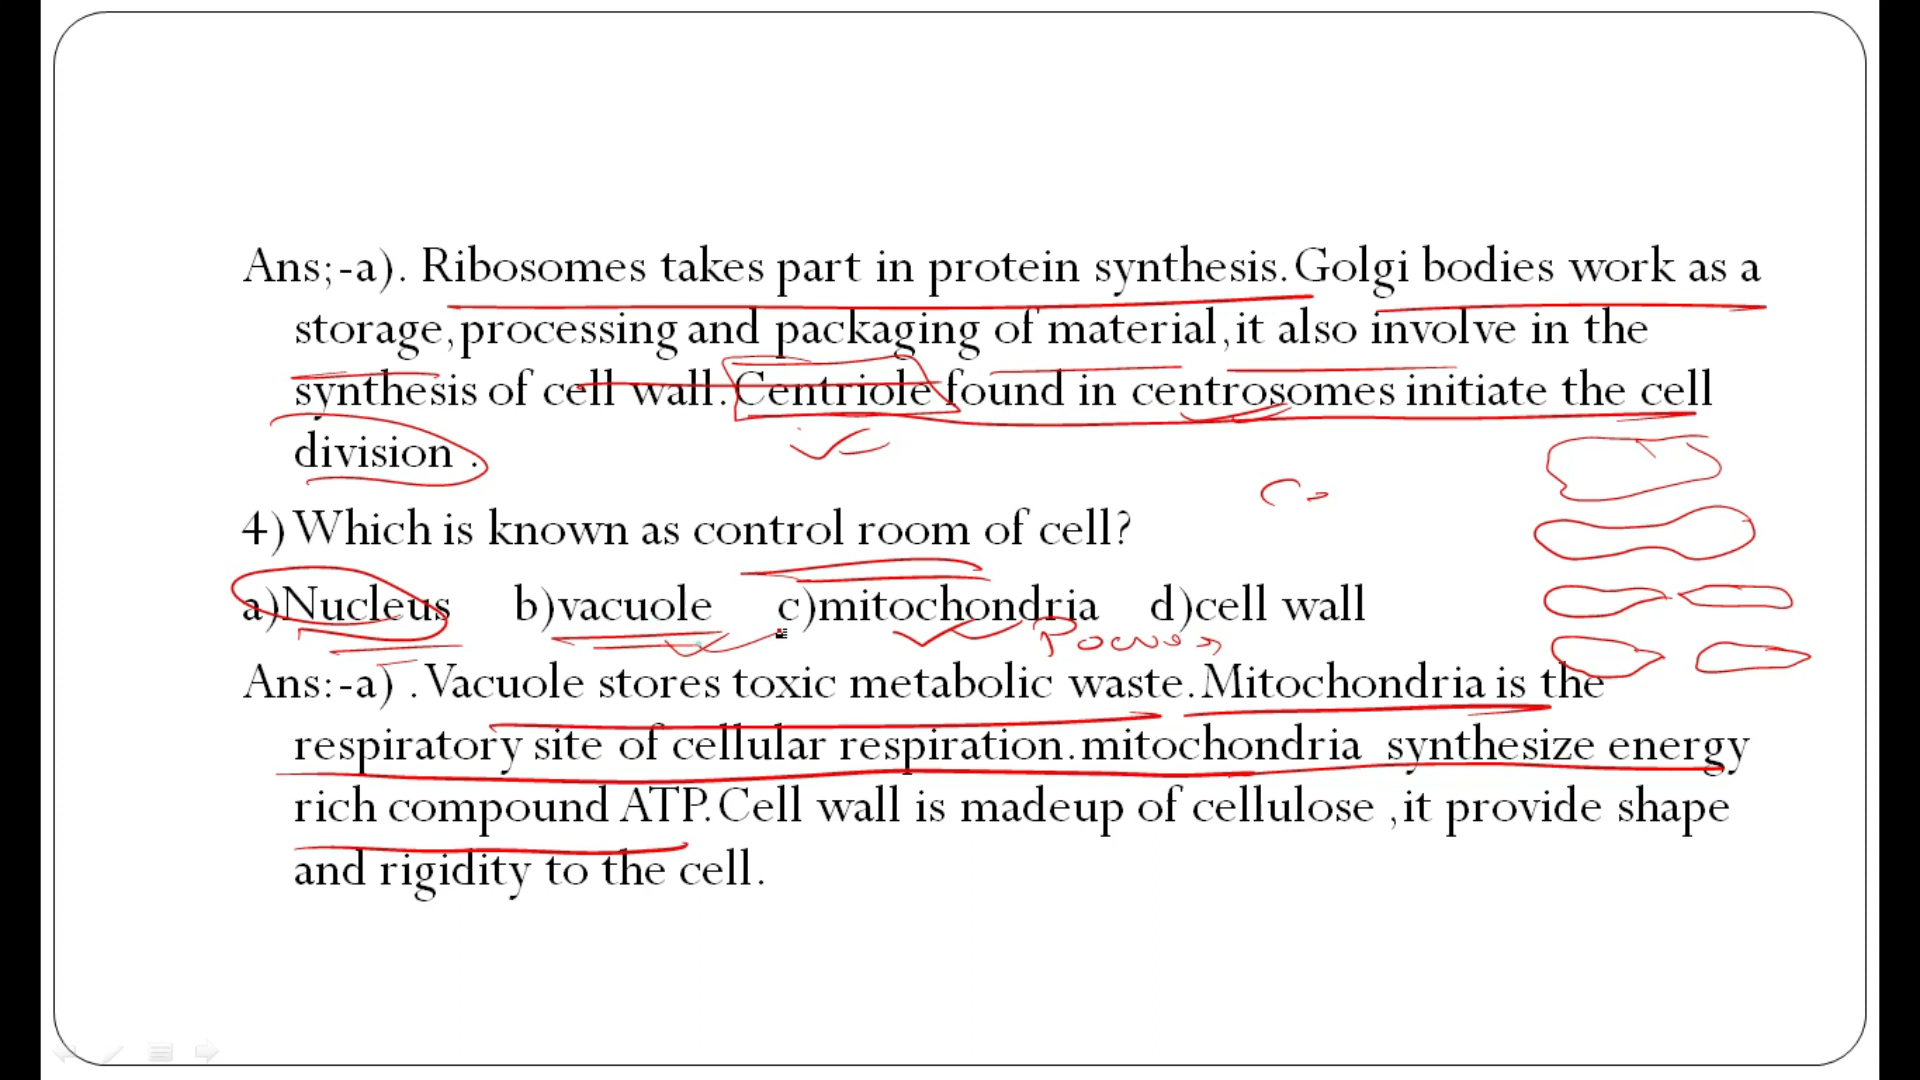 Ans;-a). Ribosomes takes part in protein synthesis.Golgi bodies work as a
storage,processing and packaging of material,it also involve in the
synthesis of cell wall.Centriole found in centrosomes initiate the cell
division .
4) Which is known as control room of cell?
a)Nucleus b)vacuole c)mitochondria d)cell wall
Ans:-a) .Vacuole stores toxic metabolic waste.Mitochondria is the
respiratory site of cellular respiration.mitochondria synthesize energy
rich compound ATP.Cell wall is madeup of cellulose ,it provide shape
and rigidity to the cell.